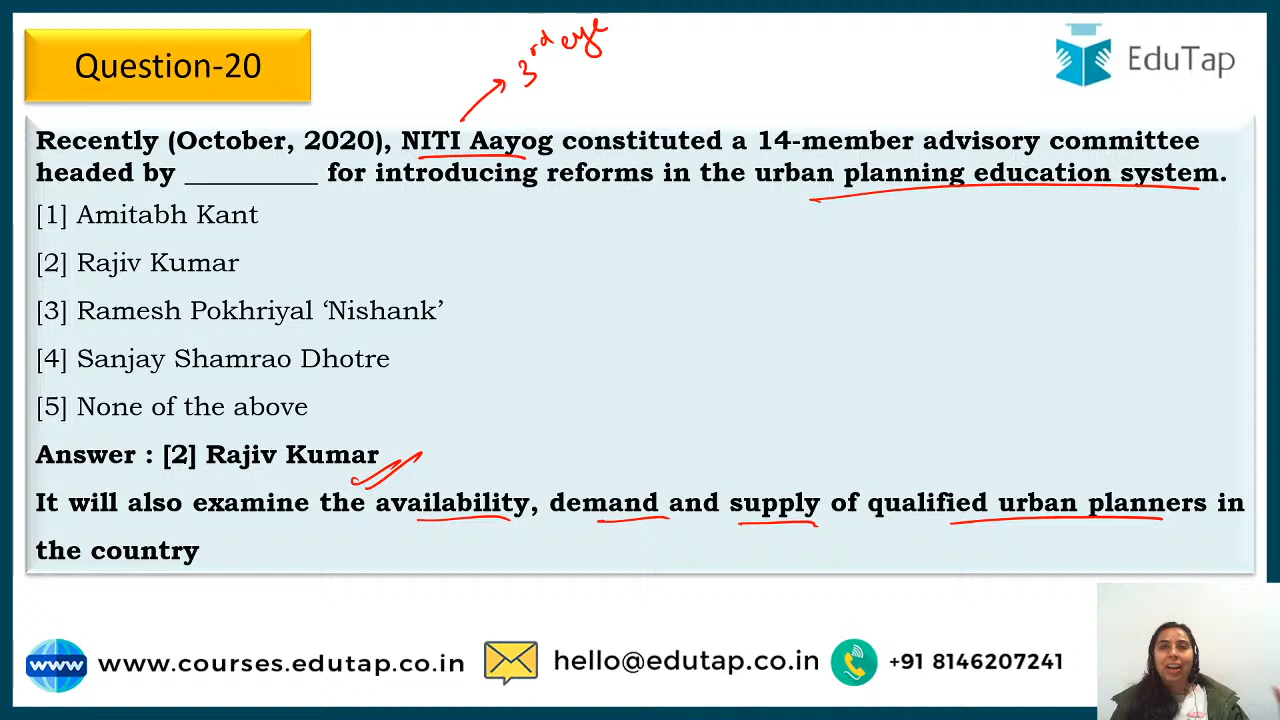 Question-20
3rd eye
EduTap
Recently (October, 2020), NITI Aayog constituted a 14-member advisory committee
headed by __________ for introducing reforms in the urban planning education system.
[1] Amitabh Kant
[2] Rajiv Kumar
[3] Ramesh Pokhriyal ‘Nishank’
[4] Sanjay Shamrao Dhotre
[5] None of the above
Answer : [2] Rajiv Kumar
It will also examine the availability, demand and supply of qualified urban planners in
the country
www www.courses.edutap.co.in hello@edutap.co.in +91 8146207241